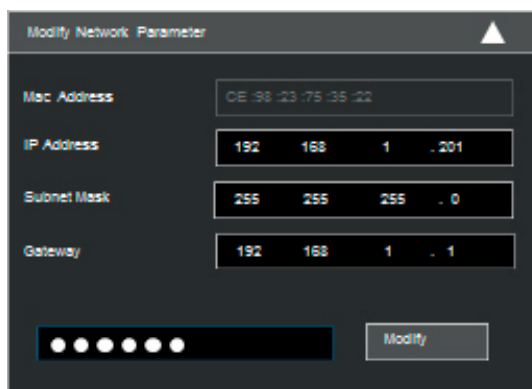 Modify Network Parameter
Mac Address CE :98 :23 :75 :35 :22
IP Address 192 168 1 . 201
Subnet Mask 255 255 255 . 0
Gateway 192 168 1 . 1
Modify